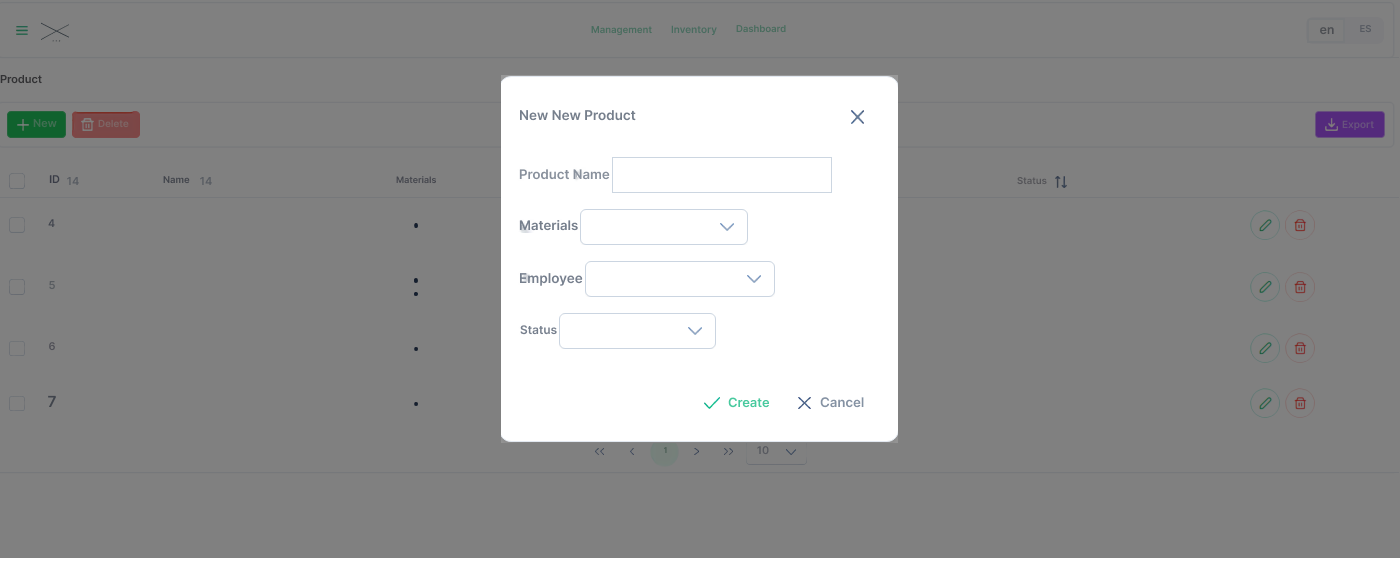 Management Inventory Dashboard en ES
Product
New Delete Export
ID 14 Name 14 Materials Status
4
5
6
7
New New Product
Product Name
Materials
Employee
Status
Create Cancel
<< < 1 > >> 10